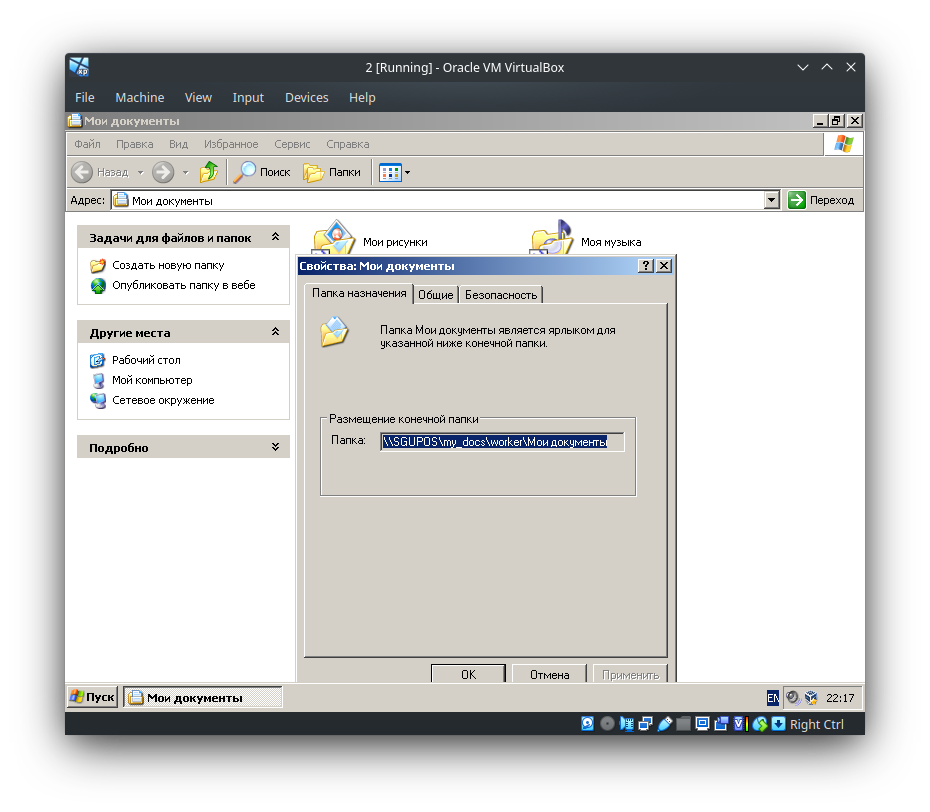 2 [Running] - Oracle VM VirtualBox
File Machine View Input Devices Help
Мои документы
Файл Правка Вид Избранное Сервис Справка
Назад Поиск Папки
Адрес: Мои документы Переход
Задачи для файлов и папок
Создать новую папку
Опубликовать папку в вебе
Другие места
Рабочий стол
Мой компьютер
Сетевое окружение
Подробно
Мои рисунки Моя музыка
Свойства: Мои документы
Папка назначения Общие Безопасность
Папка Мои документы является ярлыком для
указанной ниже конечной папки.
Размещение конечной папки
Папка: \\SGUPOS\my_docs\worker\Мои документы
OK Отмена Применить
Пуск Мои документы EN 22:17
Right Ctrl